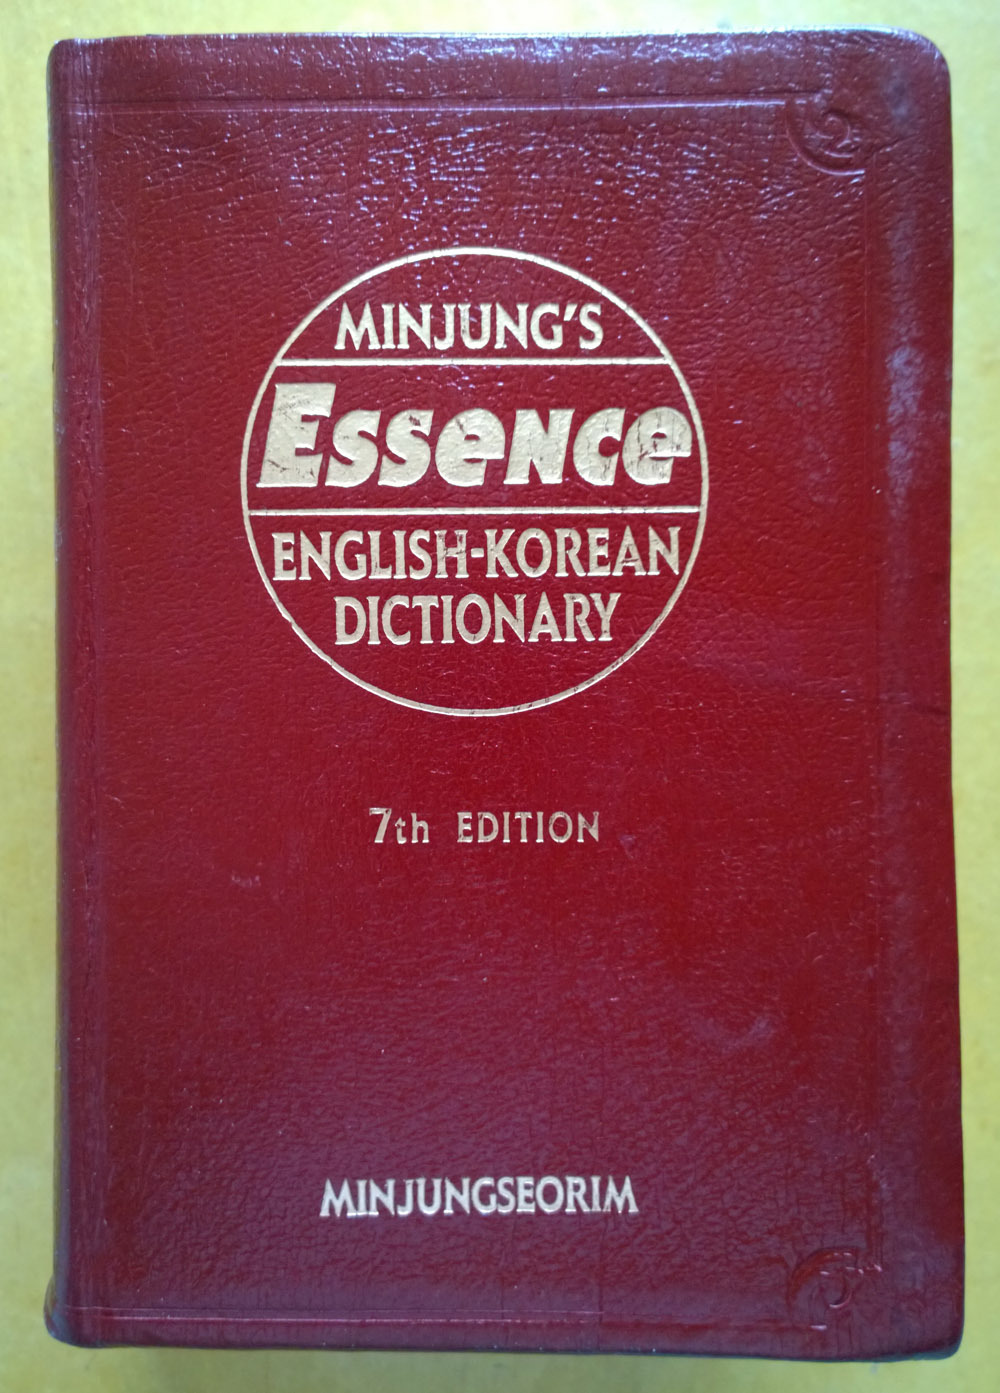 MINJUNG'S
Essence
ENGLISH-KOREAN
DICTIONARY
7th EDITION
MINJUNGSEORIM